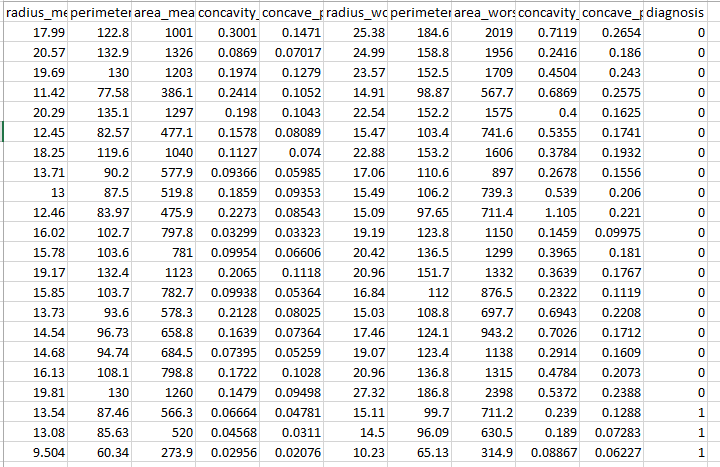 radius_me perimeter area_mea concavity_ concave_p radius_wo perimeter area_wors concavity_ concave_p diagnosis
17.99 122.8 1001 0.3001 0.1471 25.38 184.6 2019 0.7119 0.2654 0
20.57 132.9 1326 0.0869 0.07017 24.99 158.8 1956 0.2416 0.186 0
19.69 130 1203 0.1974 0.1279 23.57 152.5 1709 0.4504 0.243 0
11.42 77.58 386.1 0.2414 0.1052 14.91 98.87 567.7 0.6869 0.2575 0
20.29 135.1 1297 0.198 0.1043 22.54 152.2 1575 0.4 0.1625 0
12.45 82.57 477.1 0.1578 0.08089 15.47 103.4 741.6 0.5355 0.1741 0
18.25 119.6 1040 0.1127 0.074 22.88 153.2 1606 0.3784 0.1932 0
13.71 90.2 577.9 0.09366 0.05985 17.06 110.6 897 0.2678 0.1556 0
13 87.5 519.8 0.1859 0.09353 15.49 106.2 739.3 0.539 0.206 0
12.46 83.97 475.9 0.2273 0.08543 15.09 97.65 711.4 1.105 0.221 0
16.02 102.7 797.8 0.03299 0.03323 19.19 123.8 1150 0.1459 0.09975 0
15.78 103.6 781 0.09954 0.06606 20.42 136.5 1299 0.3965 0.181 0
19.17 132.4 1123 0.2065 0.1118 20.96 151.7 1332 0.3639 0.1767 0
15.85 103.7 782.7 0.09938 0.05364 16.84 112 876.5 0.2322 0.1119 0
13.73 93.6 578.3 0.2128 0.08025 15.03 108.8 697.7 0.6943 0.2208 0
14.54 96.73 658.8 0.1639 0.07364 17.46 124.1 943.2 0.7026 0.1712 0
14.68 94.74 684.5 0.07395 0.05259 19.07 123.4 1138 0.2914 0.1609 0
16.13 108.1 798.8 0.1722 0.1028 20.96 136.8 1315 0.4784 0.2073 0
19.81 130 1260 0.1479 0.09498 27.32 186.8 2398 0.5372 0.2388 0
13.54 87.46 566.3 0.06664 0.04781 15.11 99.7 711.2 0.239 0.1288 1
13.08 85.63 520 0.04568 0.0311 14.5 96.09 630.5 0.189 0.07283 1
9.504 60.34 273.9 0.02956 0.02076 10.23 65.13 314.9 0.08867 0.06227 1